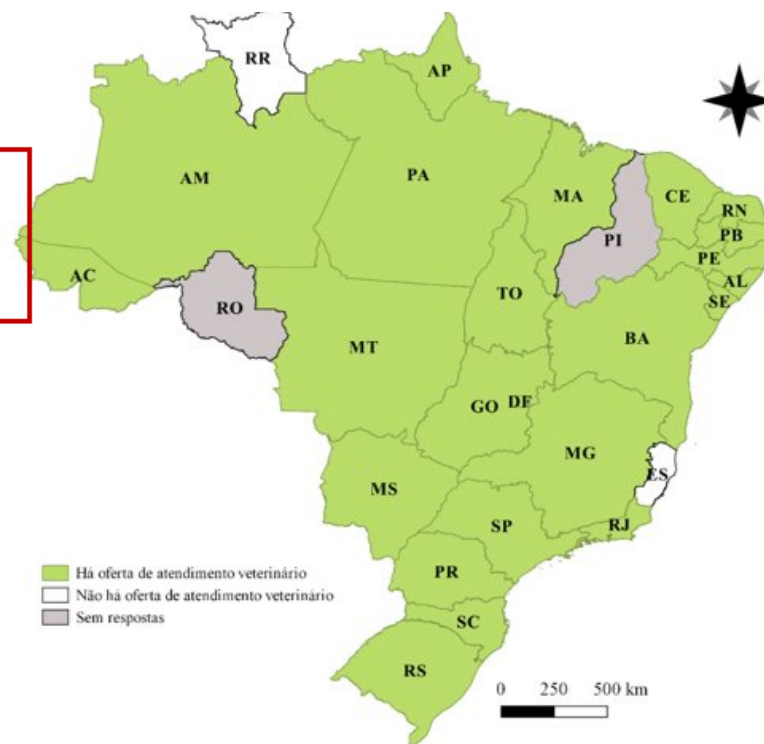 RR
AP
AM
PA
MA
CE
RN
PB
PI
PE
AC
AL
TO
SE
RO
BA
MT
GO
DF
MG
ES
MS
SP
RJ
PR
SC
RS
Há oferta de atendimento veterinário
Não há oferta de atendimento veterinário
Sem respostas
0 250 500 km